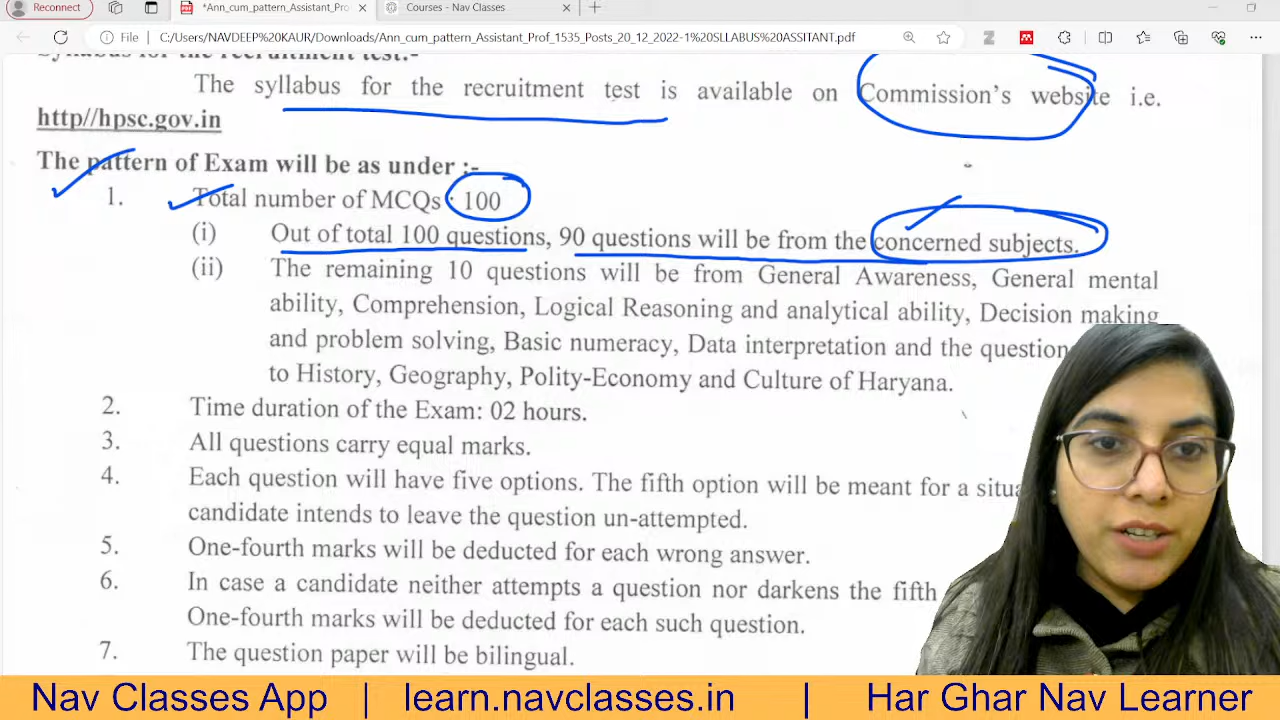 Reconnect
*Ann_cum_pattern_Assistant_Pro
Courses - Nav Classes
File
C:/Users/NAVDEEP%20KAUR/Downloads/Ann_cum_pattern_Assistant_Prof_1535_Posts_20_12_2022-1%20SLLABUS%20ASSITANT.pdf
Syllabus for the recruitment test:-
The syllabus for the recruitment test is available on Commission's website i.e.
http//hpsc.gov.in
The pattern of Exam will be as under :-
1. Total number of MCQs : 100
(i) Out of total 100 questions, 90 questions will be from the concerned subjects.
(ii) The remaining 10 questions will be from General Awareness, General mental
ability, Comprehension, Logical Reasoning and analytical ability, Decision making
and problem solving, Basic numeracy, Data interpretation and the question
to History, Geography, Polity-Economy and Culture of Haryana.
2. Time duration of the Exam: 02 hours.
3. All questions carry equal marks.
4. Each question will have five options. The fifth option will be meant for a situa
candidate intends to leave the question un-attempted.
5. One-fourth marks will be deducted for each wrong answer.
6. In case a candidate neither attempts a question nor darkens the fifth
One-fourth marks will be deducted for each such question.
7. The question paper will be bilingual.
Nav Classes App | learn.navclasses.in | Har Ghar Nav Learner